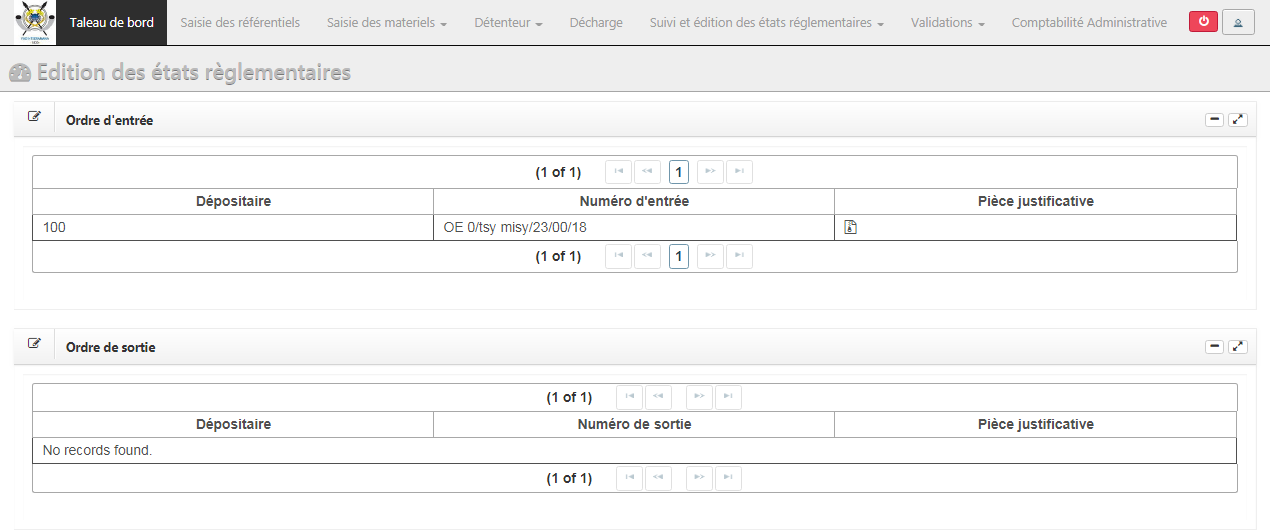 Taleau de bord Saisie des référentiels Saisie des materiels Détenteur Décharge Suivi et édition des états réglementaires Validations Comptabilité Administrative
Edition des états règlementaires
Ordre d'entrée
(1 of 1) 1
Dépositaire Numéro d'entrée Pièce justificative
100 OE 0/tsy misy/23/00/18
(1 of 1) 1
Ordre de sortie
(1 of 1)
Dépositaire Numéro de sortie Pièce justificative
No records found.
(1 of 1)